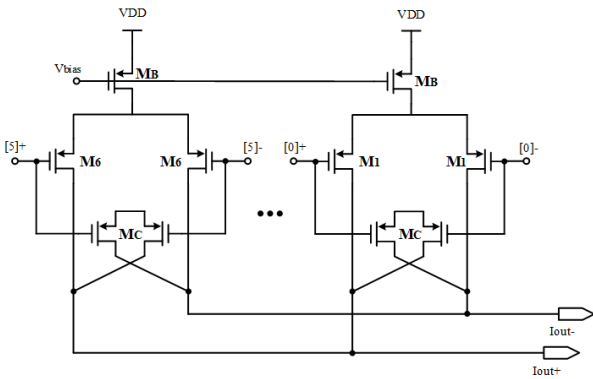 VDD
VDD
Vbias
MB
MB
[5]+
M6
M6
[5]-
[0]+
M1
M1
[0]-
MC
MC
Iout-
Iout+